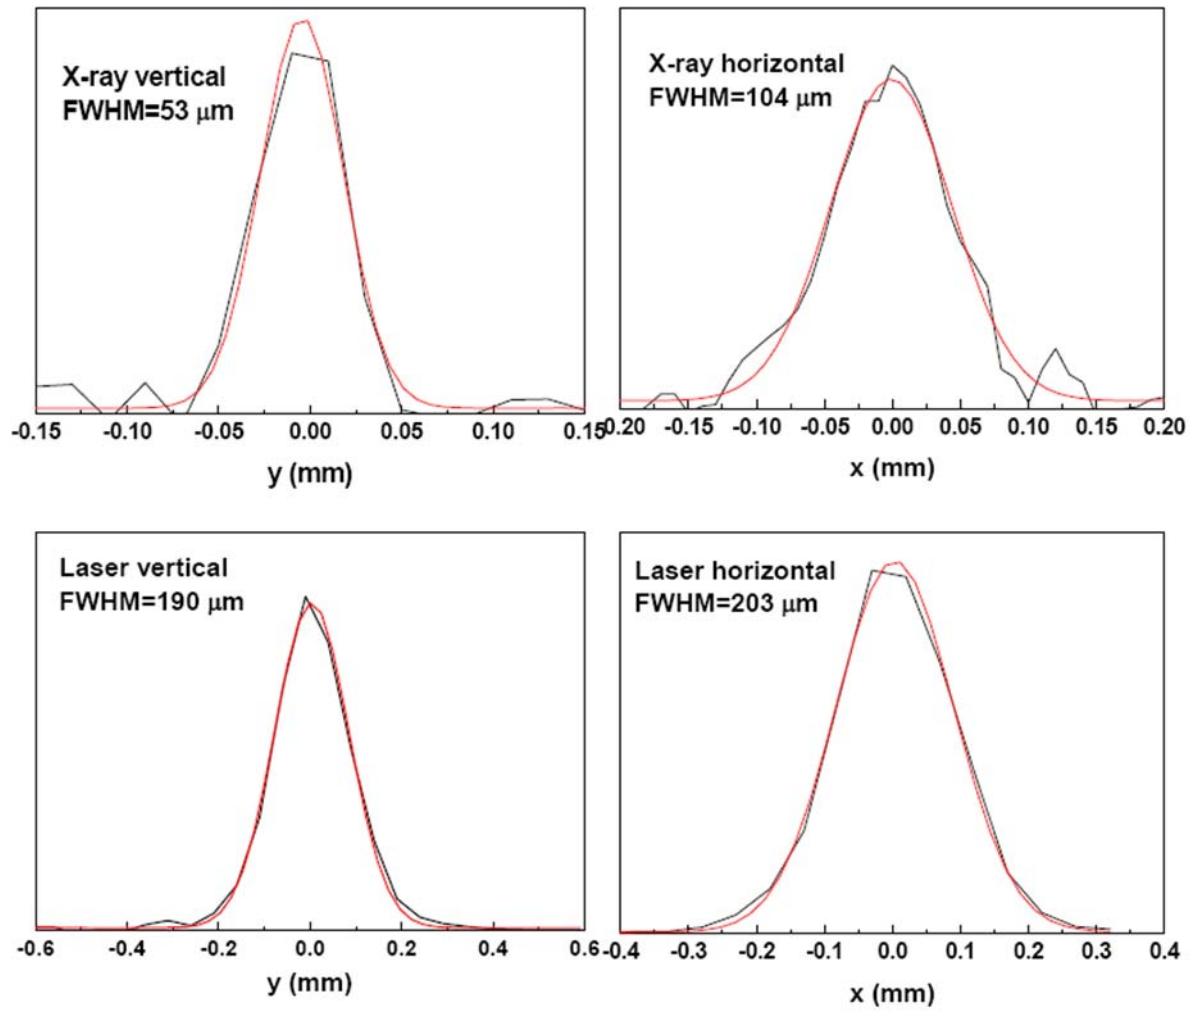 X-ray vertical
FWHM=53 μm
-0.15 -0.10 -0.05 0.00 0.05 0.10 0.15
y (mm)
X-ray horizontal
FWHM=104 μm
-0.20 -0.15 -0.10 -0.05 0.00 0.05 0.10 0.15 0.20
x (mm)
Laser vertical
FWHM=190 μm
-0.6 -0.4 -0.2 0.0 0.2 0.4 0.6
y (mm)
Laser horizontal
FWHM=203 μm
-0.4 -0.3 -0.2 -0.1 0.0 0.1 0.2 0.3 0.4
x (mm)